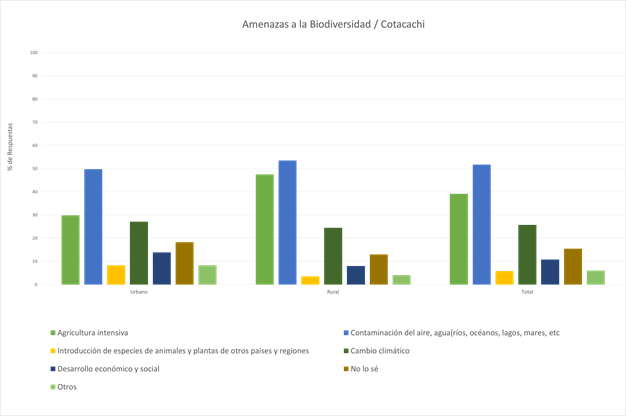 Amenazas a la Biodiversidad / Cotacachi
% de Respuestas
100
90
80
70
60
50
40
30
20
10
0
Urbano Rural Total
Agricultura intensiva Contaminación del aire, agua(ríos, océanos, lagos, mares, etc
Introducción de especies de animales y plantas de otros países y regiones Cambio climático
Desarrollo económico y social No lo sé
Otros